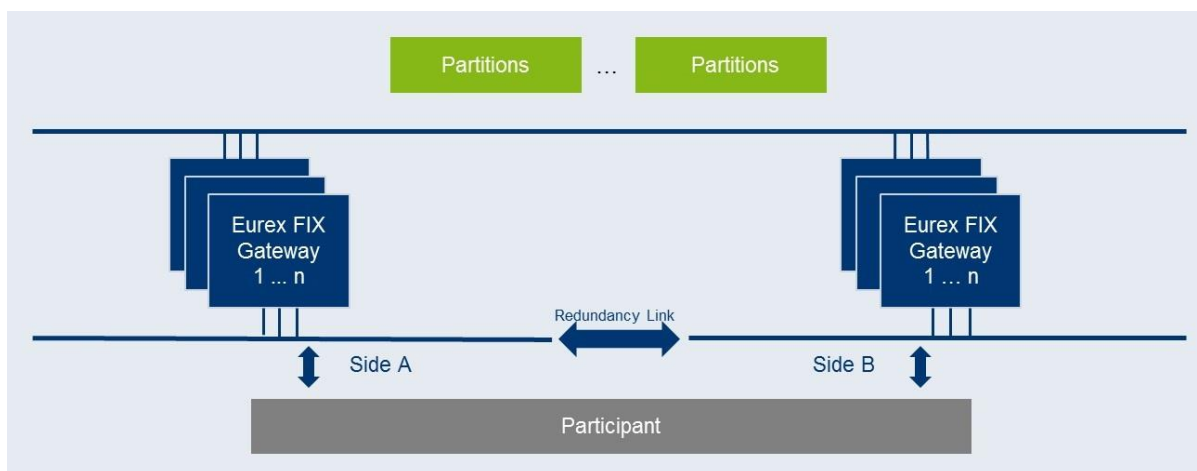 Partitions ... Partitions
Eurex FIX
Gateway
1 ... n
Eurex FIX
Gateway
1 ... n
Redundancy Link
Side A
Side B
Participant